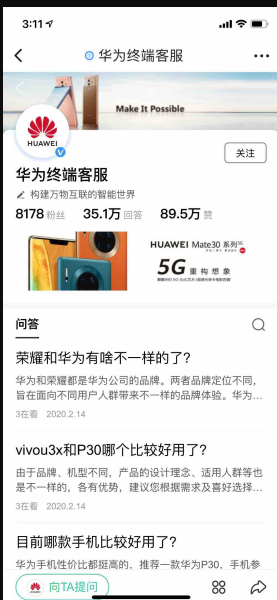 3:11
华为终端客服
Make It Possible
HUAWEI
关注
华为终端客服
构建万物互联的智能世界
8178 粉丝 35.1万 回答 89.5万 赞
HUAWEI Mate30 系列 5G
5G 重构想象
问答
荣耀和华为有啥不一样的了?
华为和荣耀都是华为公司的品牌。两者品牌定位不同，
旨在面向不同用户人群带来不一样的品牌体验。华为...
3在看 2020.2.14
vivou3x和P30哪个比较好用了?
由于品牌、机型不同，产品的设计理念、适用人群等也
是不一样的，各有优势，建议您根据需求及喜好选择...
3在看 2020.2.14
目前哪款手机比较好用了?
华为手机性价比都挺高的，推荐一款华为P30，手机参
HUAWEI
向TA提问